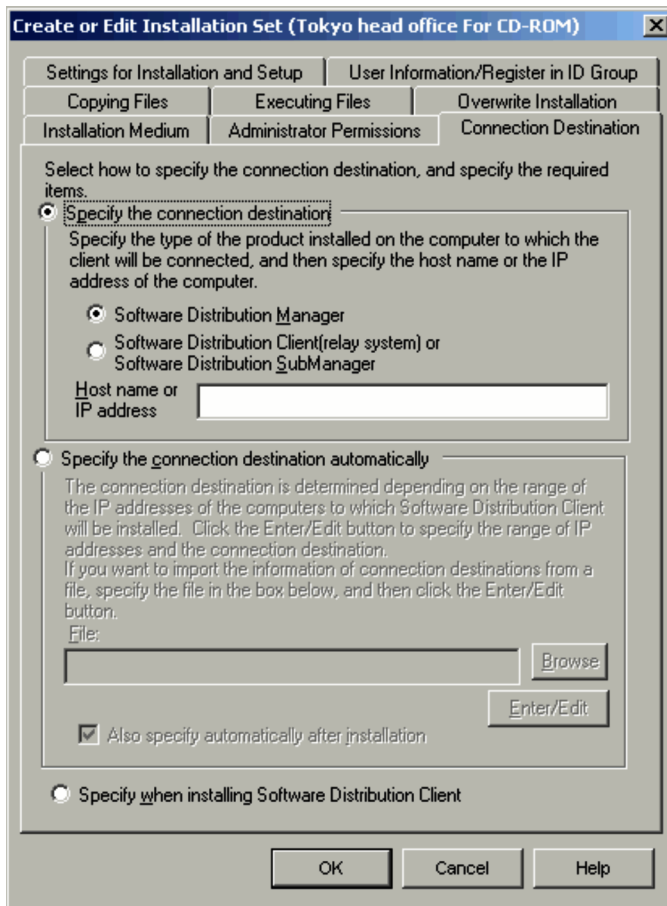 Create or Edit Installation Set (Tokyo head office For CD-ROM)
Settings for Installation and Setup
User Information/Register in ID Group
Copying Files
Executing Files
Overwrite Installation
Installation Medium
Administrator Permissions
Connection Destination
Select how to specify the connection destination, and specify the required
items.
Specify the connection destination
Specify the type of the product installed on the computer to which the
client will be connected, and then specify the host name or the IP
address of the computer.
Software Distribution Manager
Software Distribution Client(relay system) or
Software Distribution SubManager
Host name or
IP address
Specify the connection destination automatically
The connection destination is determined depending on the range of
the IP addresses of the computers to which Software Distribution Client
will be installed. Click the Enter/Edit button to specify the range of IP
addresses and the connection destination.
If you want to import the information of connection destinations from a
file, specify the file in the box below, and then click the Enter/Edit
button.
File:
Browse
Enter/Edit
Also specify automatically after installation
Specify when installing Software Distribution Client
OK
Cancel
Help